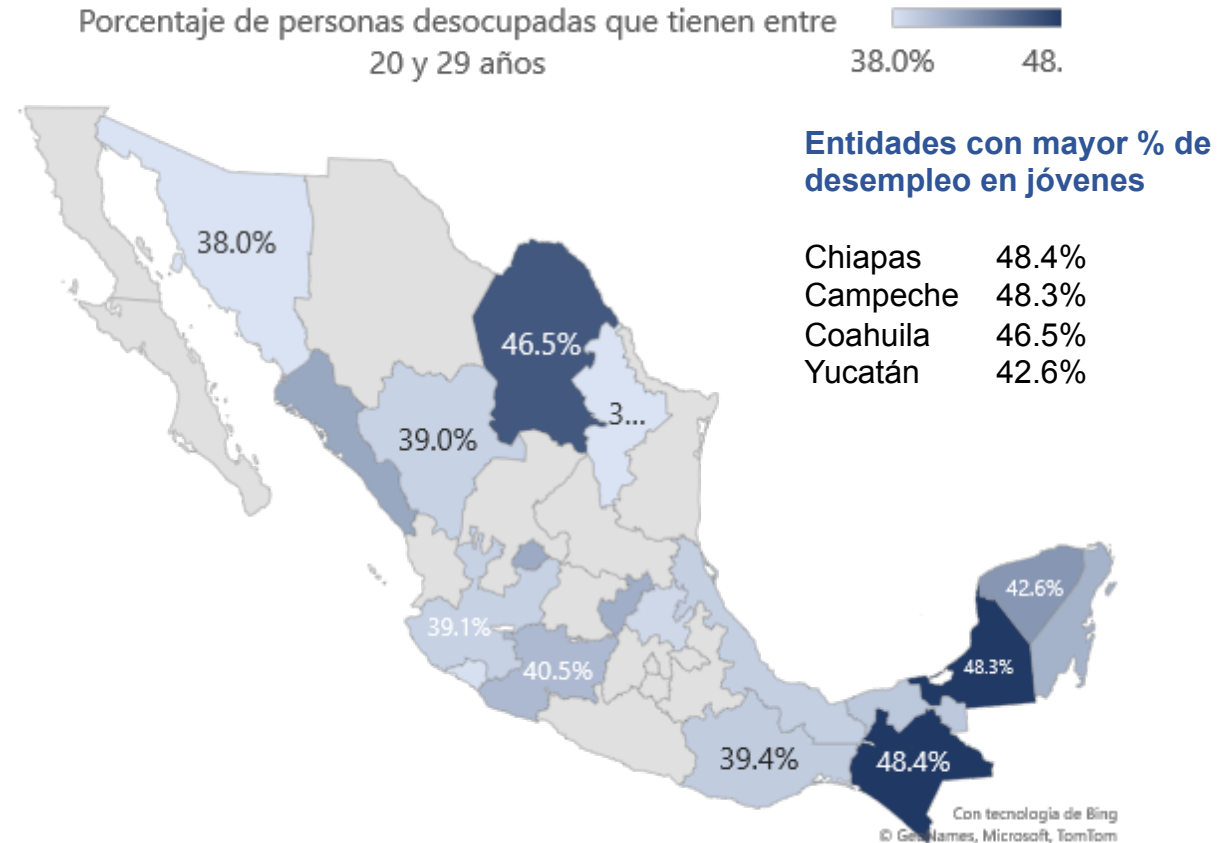 Porcentaje de personas desocupadas que tienen entre
20 y 29 años
38.0% 48.
Entidades con mayor % de
desempleo en jóvenes
Chiapas 48.4%
Campeche 48.3%
Coahuila 46.5%
Yucatán 42.6%
38.0%
46.5%
3...
39.0%
42.6%
39.1%
40.5%
48.3%
39.4%
48.4%
Con tecnología de Bing
© GeoNames, Microsoft, TomTom